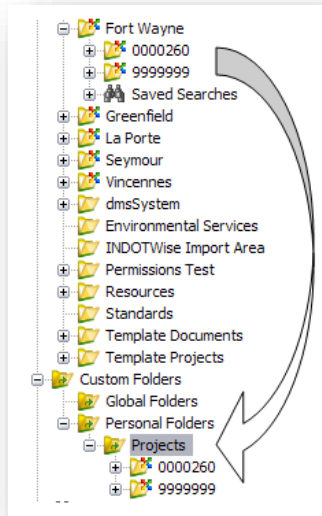 Fort Wayne
0000260
9999999
Saved Searches
Greenfield
La Porte
Seymour
Vincennes
dmsSystem
Environmental Services
INDOTWise Import Area
Permissions Test
Resources
Standards
Template Documents
Template Projects
Custom Folders
Global Folders
Personal Folders
Projects
0000260
9999999